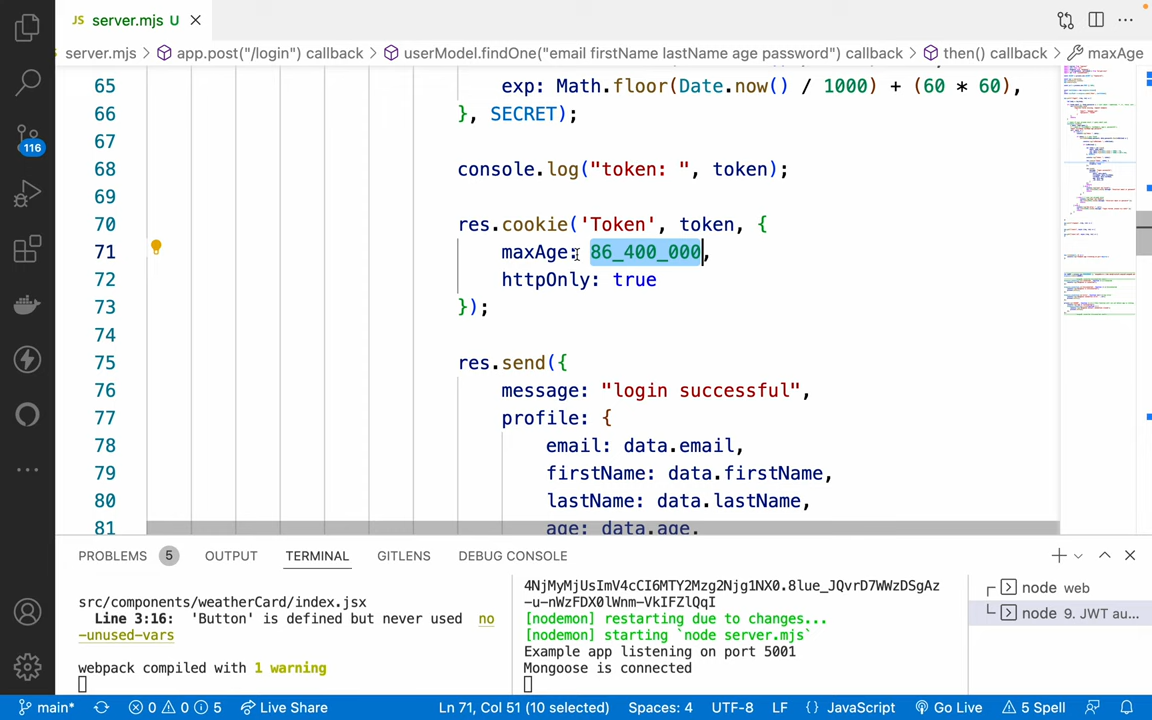 JS server.mjs U
server.mjs > app.post("/login") callback > userModel.findOne("email firstName lastName age password") callback > then() callback > maxAge
65 exp: Math.floor(Date.now() / 1000) + (60 * 60),
66 }, SECRET);
67
68 console.log("token: ", token);
69
70 res.cookie('Token', token, {
71 maxAge: 86_400_000,
72 httpOnly: true
73 });
74
75 res.send({
76 message: "login successful",
77 profile: {
78 email: data.email,
79 firstName: data.firstName,
80 lastName: data.lastName,
81 age: data.age,
116
PROBLEMS 5 OUTPUT TERMINAL GITLENS DEBUG CONSOLE
src/components/weatherCard/index.jsx
Line 3:16: 'Button' is defined but never used no
-unused-vars
webpack compiled with 1 warning
4NjMyMjUsImV4cCI6MTY2Mzg2Njg1NX0.8lue_JQvrD7WWzDSgAz
-u-nWzFDX0lWnm-VkIFZlQqI
[nodemon] restarting due to changes...
[nodemon] starting `node server.mjs`
Example app listening on port 5001
Mongoose is connected
node web
node 9. JWT au...
main* 0 0 5 Live Share Ln 71, Col 51 (10 selected) Spaces: 4 UTF-8 LF {} JavaScript Go Live 5 Spell